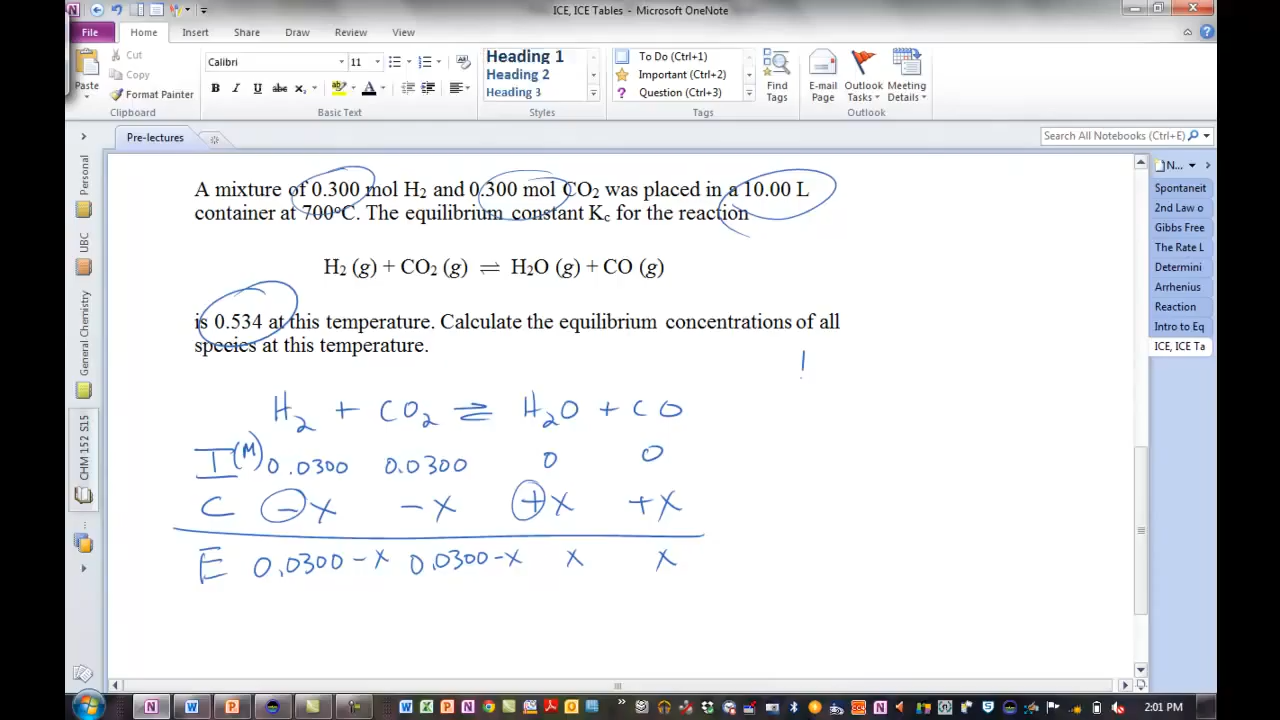 ICE, ICE Tables - Microsoft OneNote
File Home Insert Share Draw Review View
Cut
Copy
Format Painter
Paste
Calibri 11
B I U abc X₂ A
Heading 1
Heading 2
Heading 3
To Do (Ctrl+1)
Important (Ctrl+2)
Question (Ctrl+3)
Find Tags
E-mail Page
Outlook Tasks
Meeting Details
Clipboard Basic Text Styles Tags Outlook
Pre-lectures
Search All Notebooks (Ctrl+E)
Personal
UBC
General Chemistry
CHM 152 S15
A mixture of 0.300 mol H₂ and 0.300 mol CO₂ was placed in a 10.00 L
container at 700°C. The equilibrium constant Kc for the reaction
H₂ (g) + CO₂ (g) ⇌ H₂O (g) + CO (g)
is 0.534 at this temperature. Calculate the equilibrium concentrations of all
species at this temperature.
H₂ + CO₂ ⇌ H₂O + CO
I (M) 0.0300 0.0300 0 0
C -X -X +X +X
E 0.0300-X 0.0300-X X X
N...
Spontaneit
2nd Law o
Gibbs Free
The Rate L
Determini
Arrhenius
Reaction
Intro to Eq
ICE, ICE Ta
2:01 PM